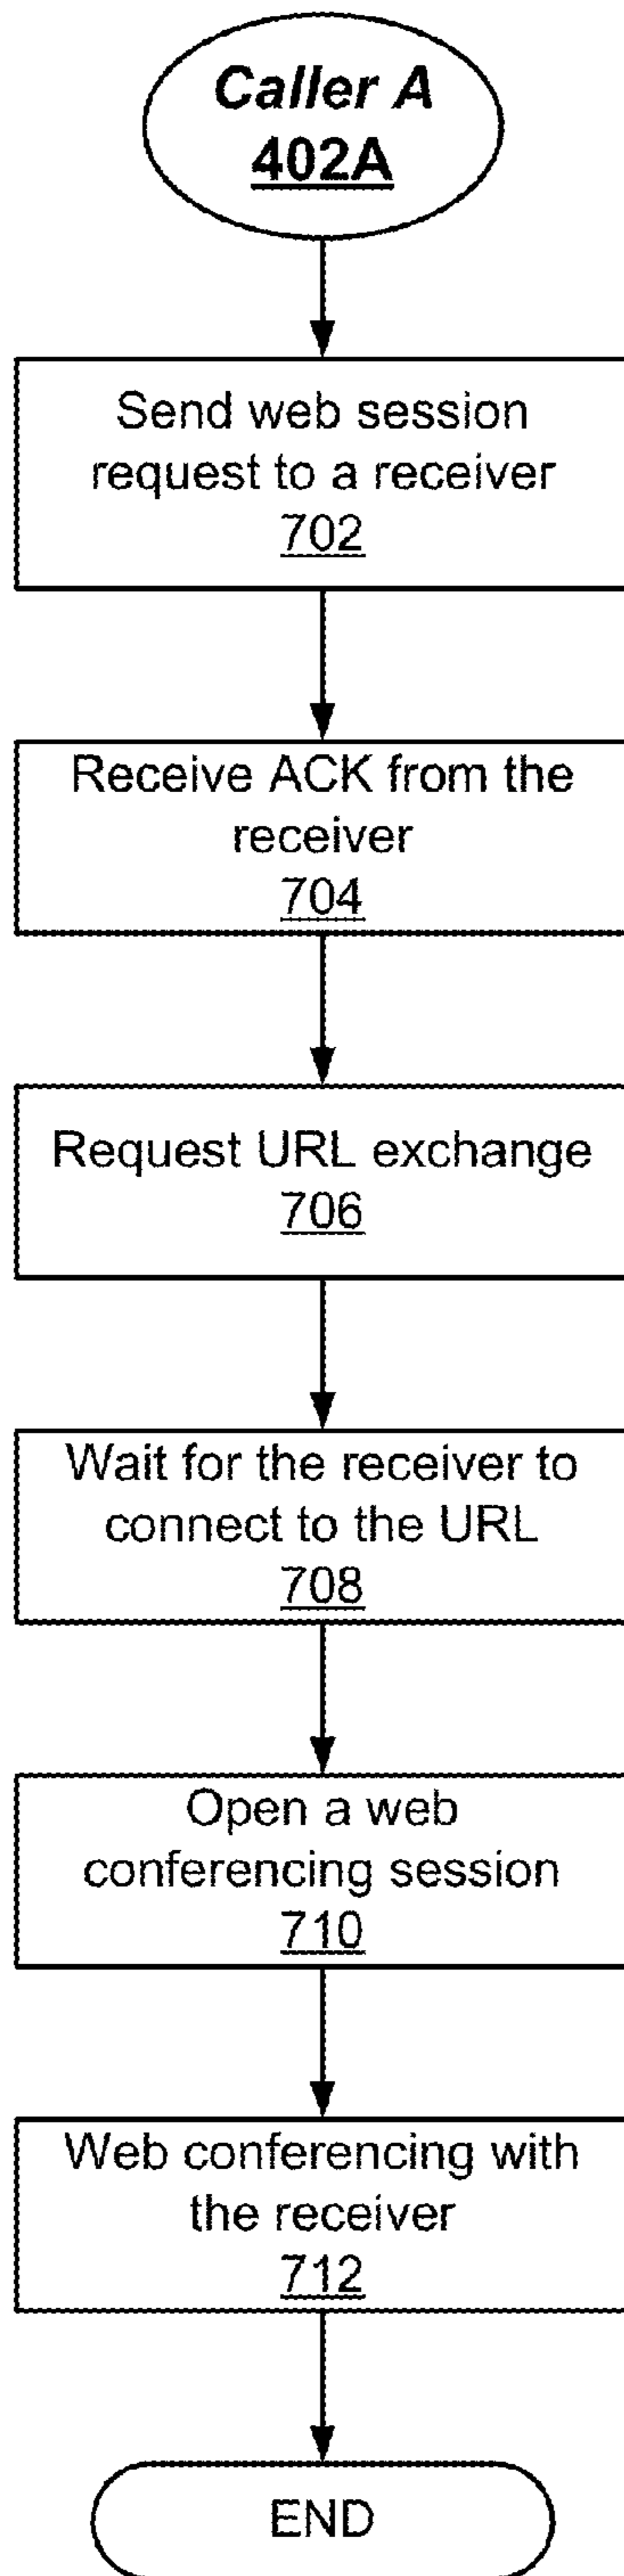 Caller A
402A
Send web session
request to a receiver
702
Receive ACK from the
receiver
704
Request URL exchange
706
Wait for the receiver to
connect to the URL
708
Open a web
conferencing session
710
Web conferencing with
the receiver
712
END